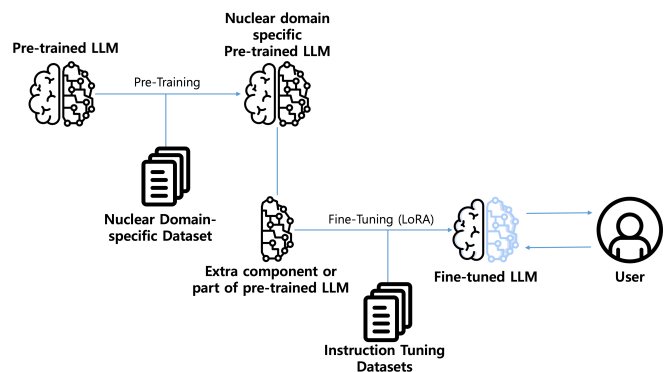 Pre-trained LLM
Nuclear domain
specific
Pre-trained LLM
Pre-Training
Nuclear Domain-
specific Dataset
Fine-Tuning (LoRA)
Extra component or
part of pre-trained LLM
Fine-tuned LLM
User
Instruction Tuning
Datasets